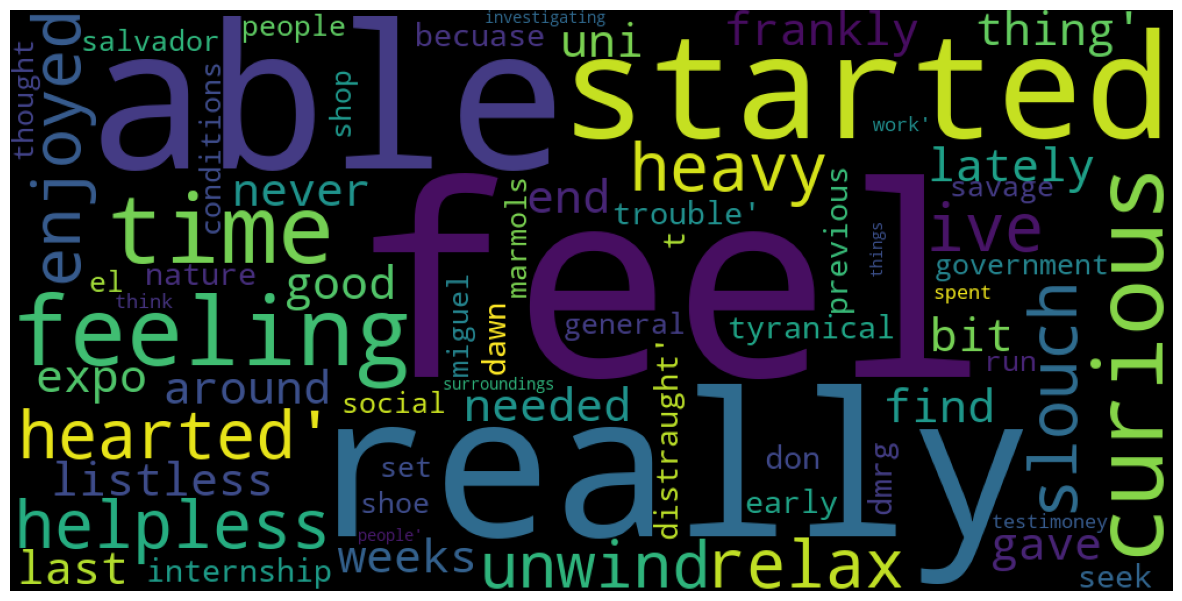 investigating
people
salvador
becuase
uni
frankly
thing'
thought
enjoyed
able
started
conditions
shop
work'
heavy
lately
never
time
marmols
end
trouble'
previous
savage
ive
curious
feel
t
things
government
el
nature
good
think
spent
feeling
miguel
dawn
general
tyranical
bit
slouch
run
expo
around
surroundings
social
needed
distraught'
find
hearted'
really
listless
set
don
dmrg
shoe
early
helpless
people'
testimoney
weeks
gave
last
internship
unwind
relax
seek